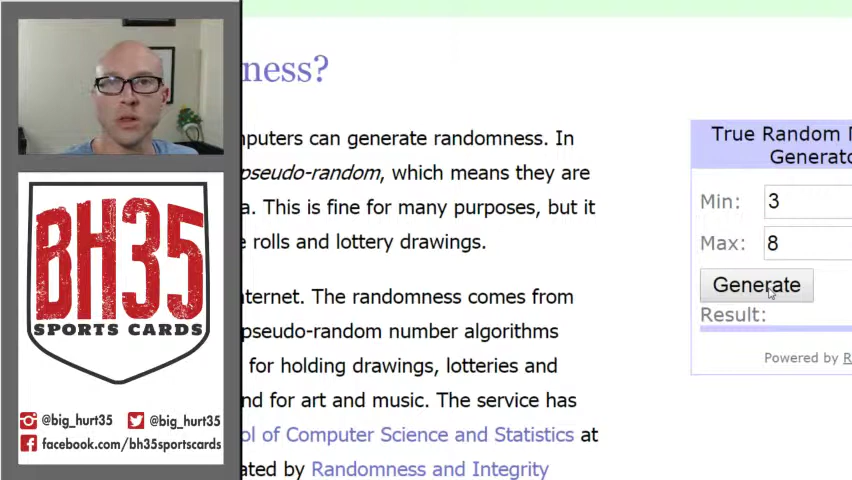 BH35
SPORTS CARDS
@big_hurt35 @big_hurt35
facebook.com/bh35sportscards
ness?
mputers can generate randomness. In
pseudo-random, which means they are
a. This is fine for many purposes, but it
e rolls and lottery drawings.
nternet. The randomness comes from
pseudo-random number algorithms
for holding drawings, lotteries and
nd for art and music. The service has
ol of Computer Science and Statistics at
ated by Randomness and Integrity
True Random
Generato
Min: 3
Max: 8
Generate
Result:
Powered by R